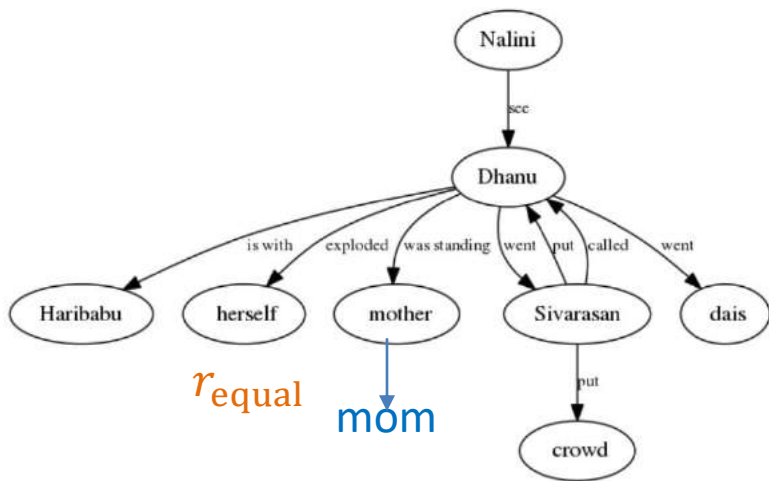 Nalini
see
Dhanu
is with exploded was standing went put called went
Haribabu herself mother Sivarasan dais
r_equal put
mom
crowd